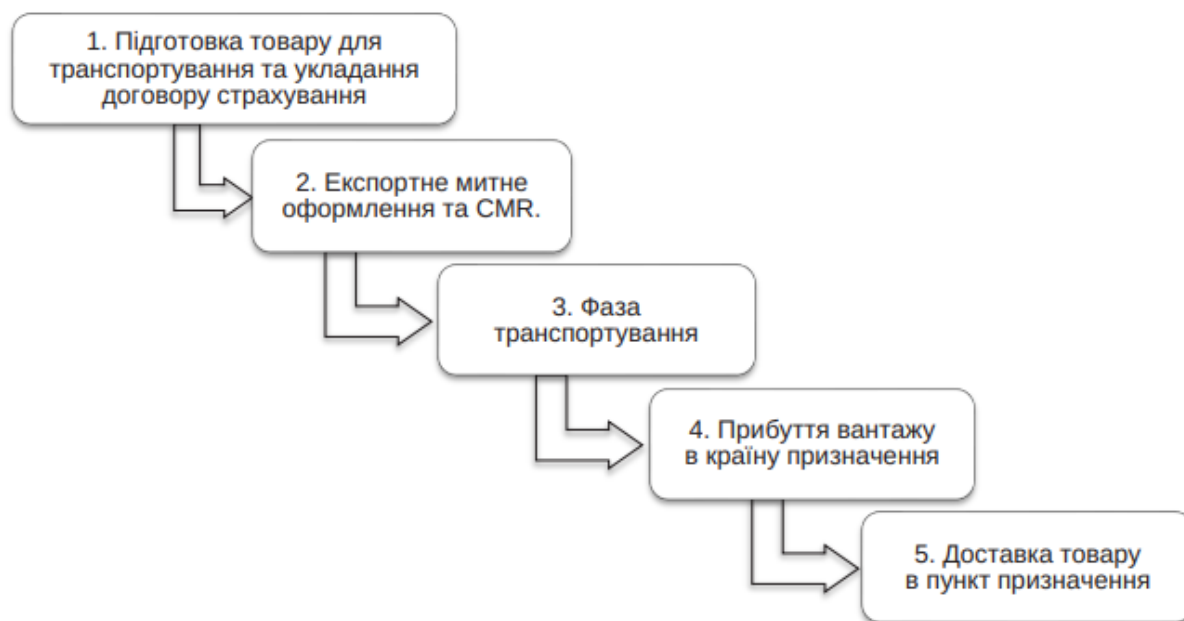 1. Підготовка товару для
транспортування та укладання
договору страхування
2. Експортне митне
оформлення та CMR.
3. Фаза
транспортування
4. Прибуття вантажу
в країну призначення
5. Доставка товару
в пункт призначення